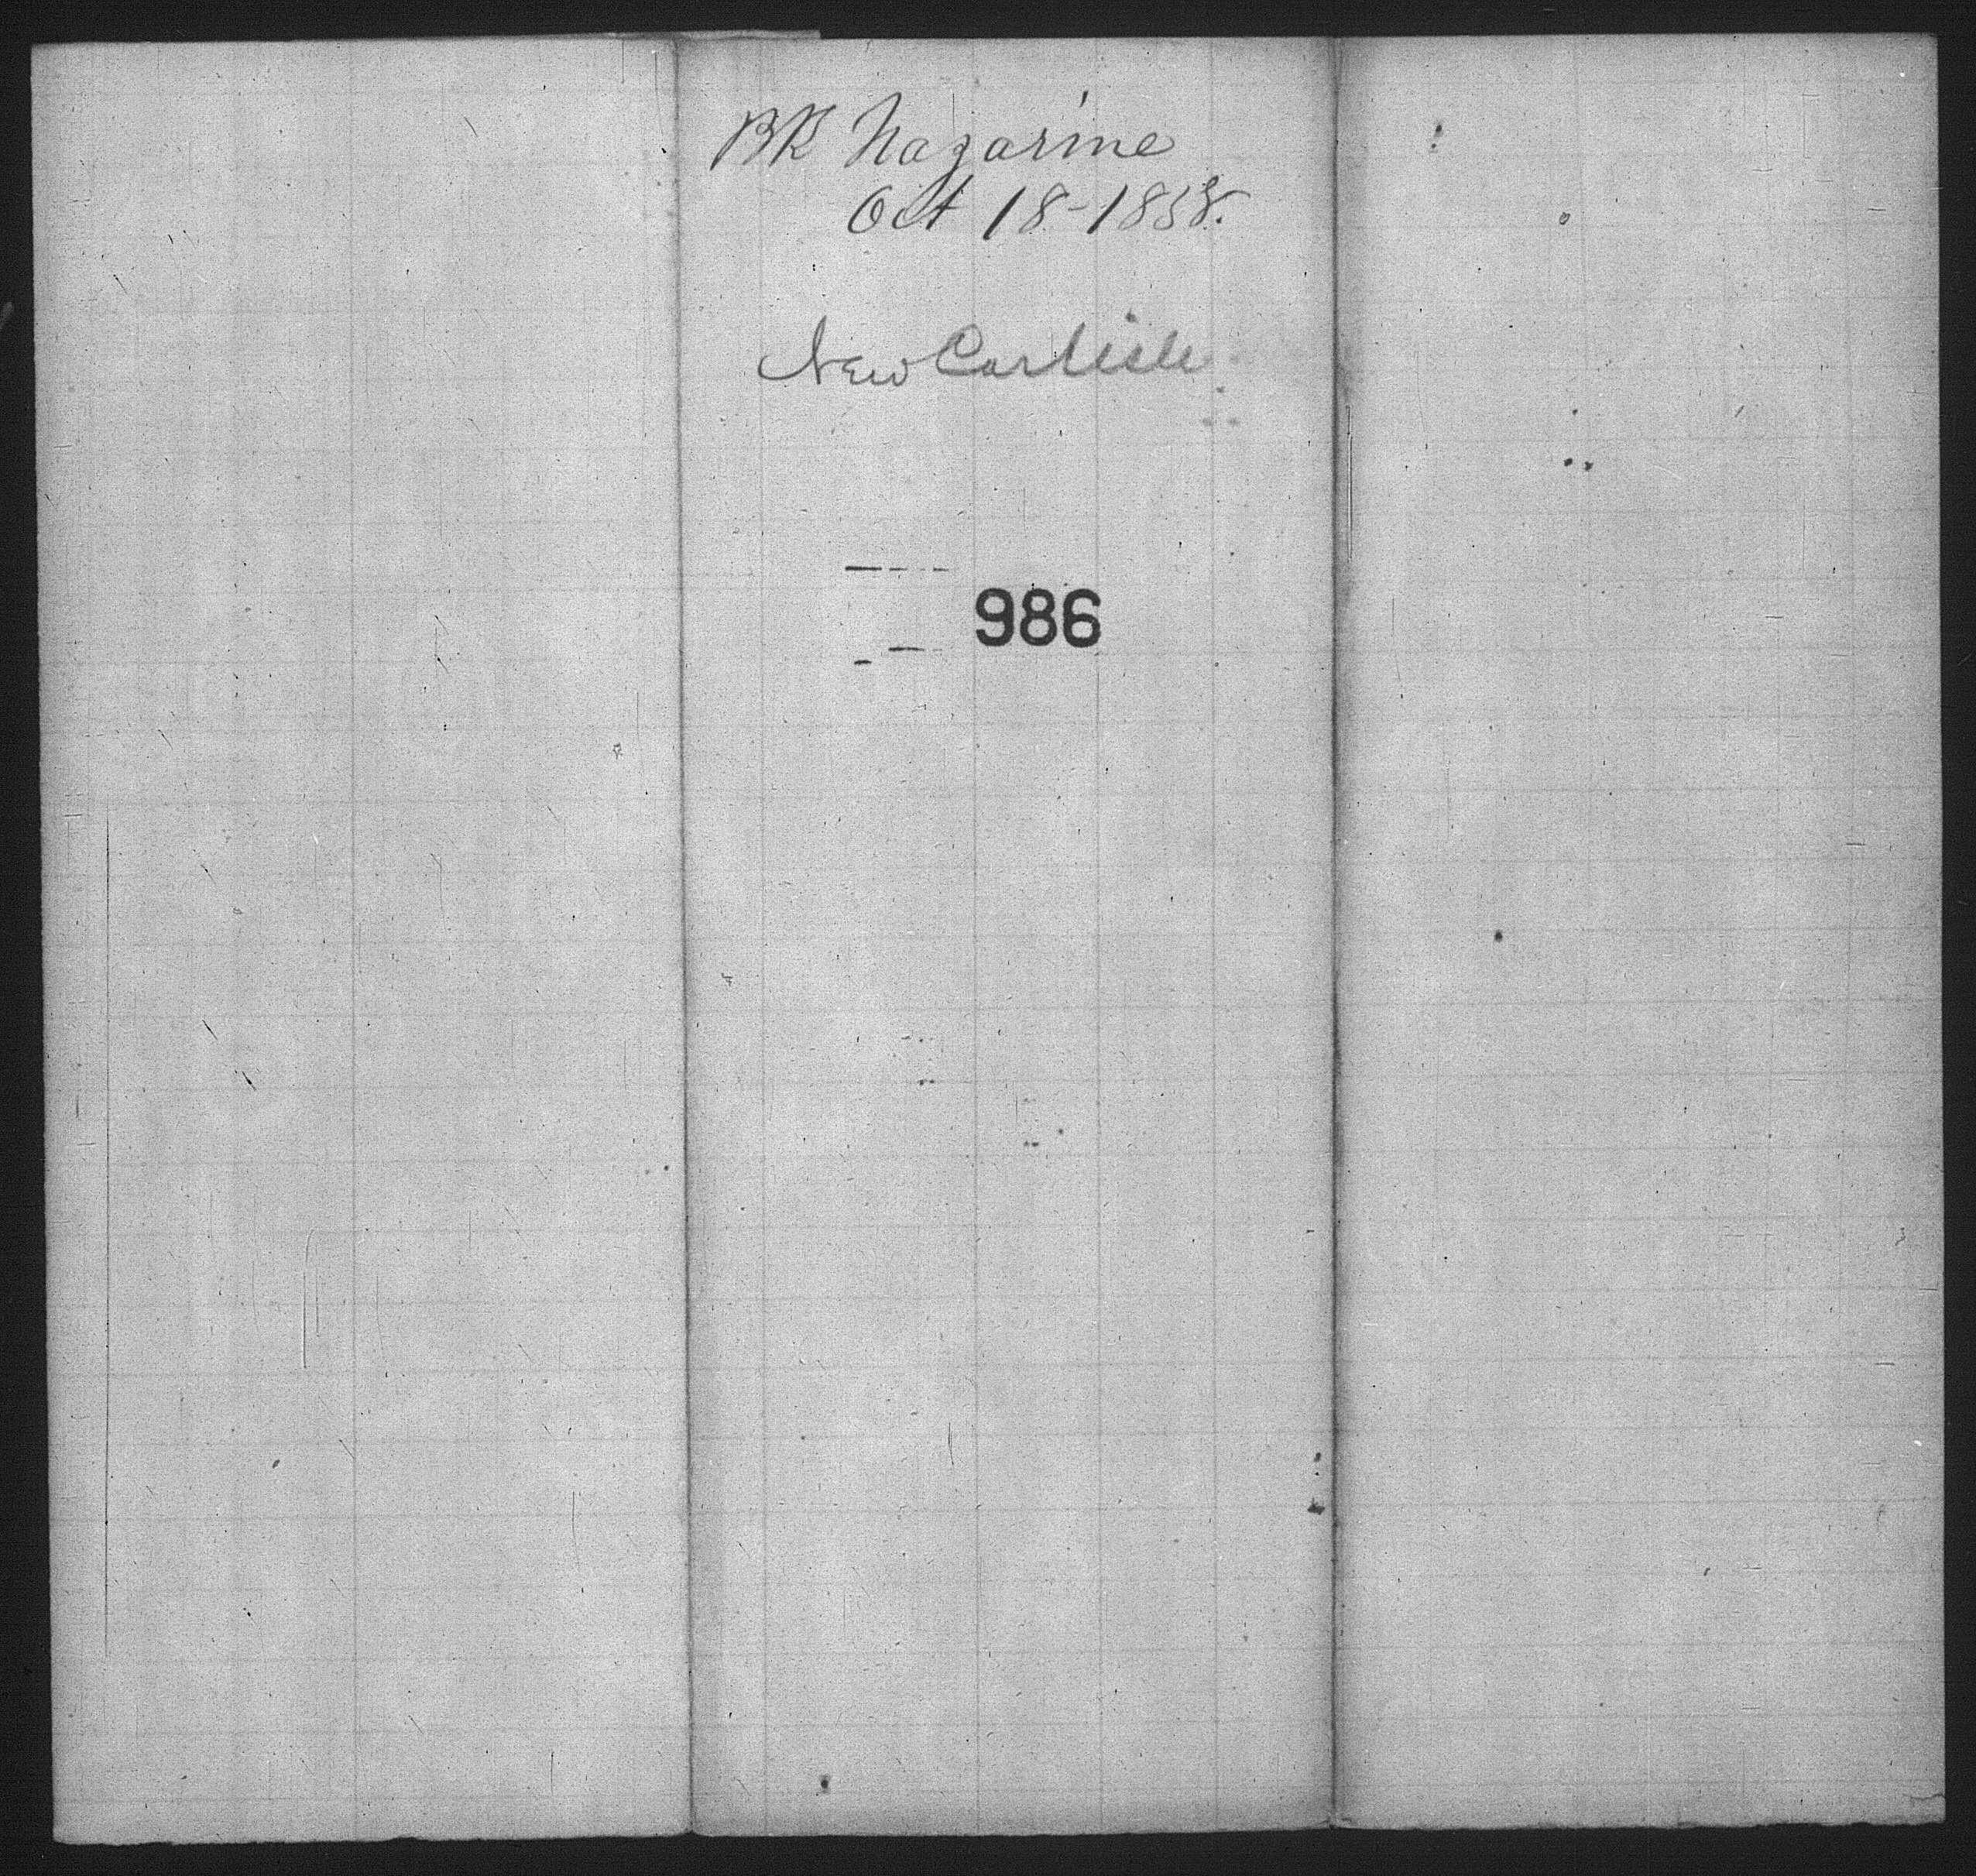 BK Nazarine
Oct 18-1858.
New Carlisle
986